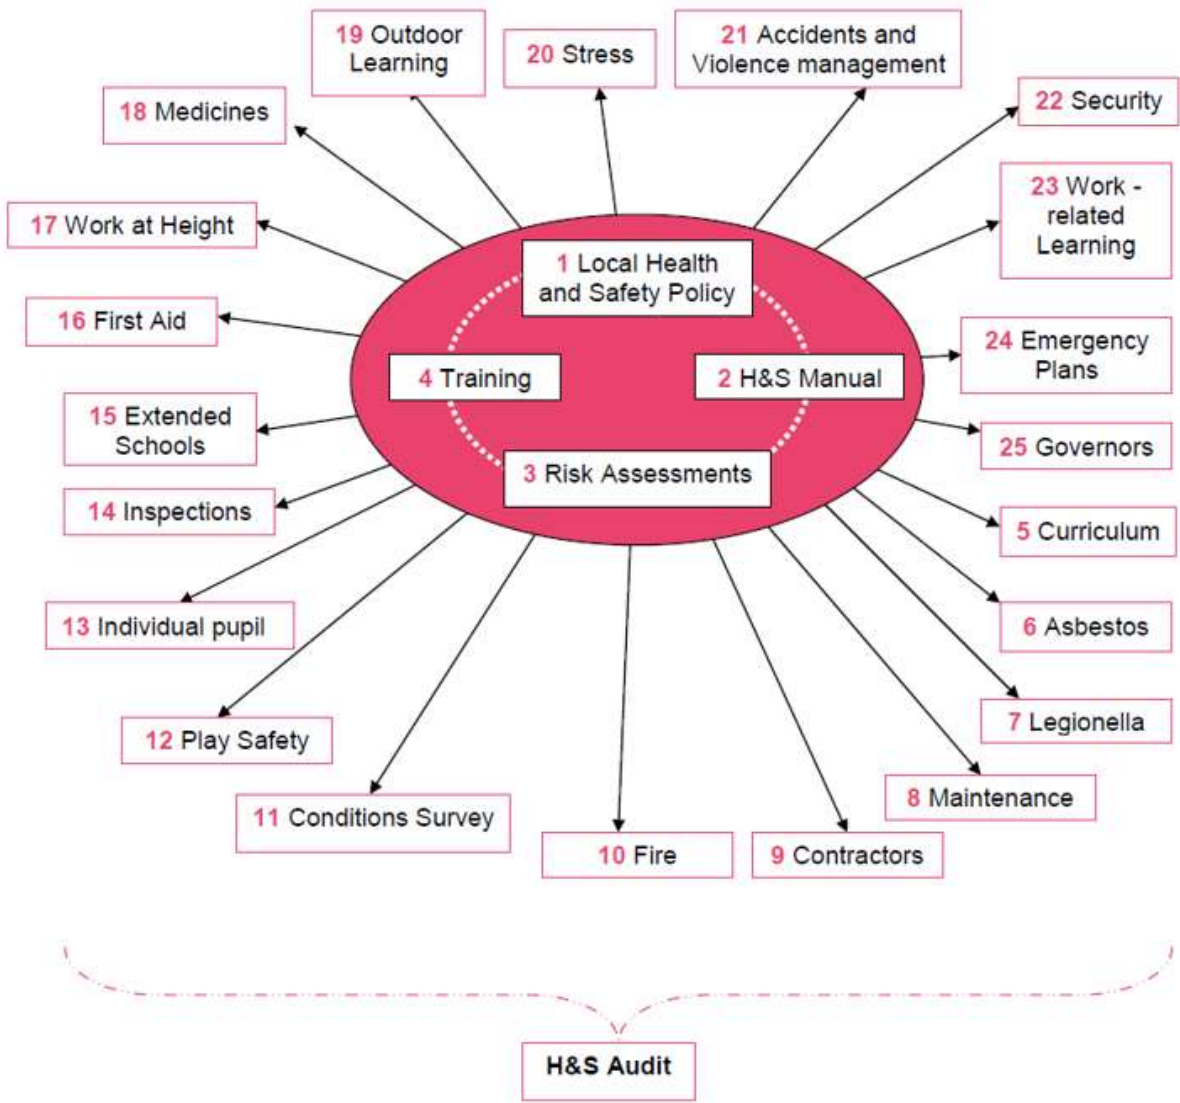 19 Outdoor
Learning
20 Stress
21 Accidents and
Violence management
18 Medicines
22 Security
23 Work -
related
Learning
17 Work at Height
1 Local Health
and Safety Policy
16 First Aid
24 Emergency
Plans
4 Training
2 H&S Manual
15 Extended
Schools
25 Governors
3 Risk Assessments
14 Inspections
5 Curriculum
13 Individual pupil
6 Asbestos
12 Play Safety
7 Legionella
11 Conditions Survey
8 Maintenance
10 Fire
9 Contractors
H&S Audit